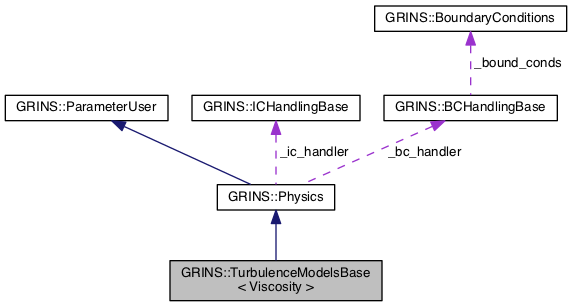 GRINS::BoundaryConditions
_bound_conds
GRINS::ParameterUser
GRINS::ICHandlingBase
GRINS::BCHandlingBase
_ic_handler
_bc_handler
GRINS::Physics
GRINS::TurbulenceModelsBase
< Viscosity >